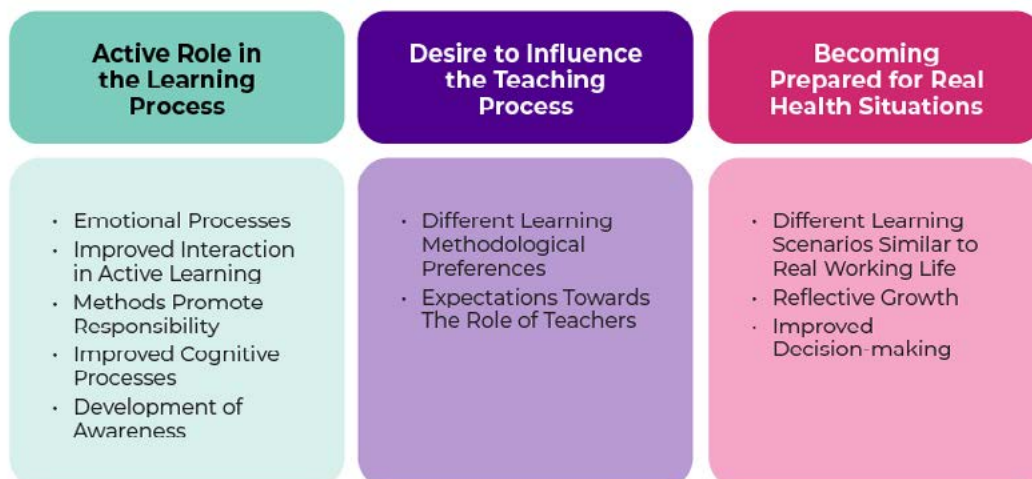 Active Role in
the Learning
Process
• Emotional Processes
• Improved Interaction
in Active Learning
• Methods Promote
Responsibility
• Improved Cognitive
Processes
• Development of
Awareness
Desire to Influence
the Teaching
Process
• Different Learning
Methodological
Preferences
• Expectations Towards
The Role of Teachers
Becoming
Prepared for Real
Health Situations
• Different Learning
Scenarios Similar to
Real Working Life
• Reflective Growth
• Improved
Decision-making